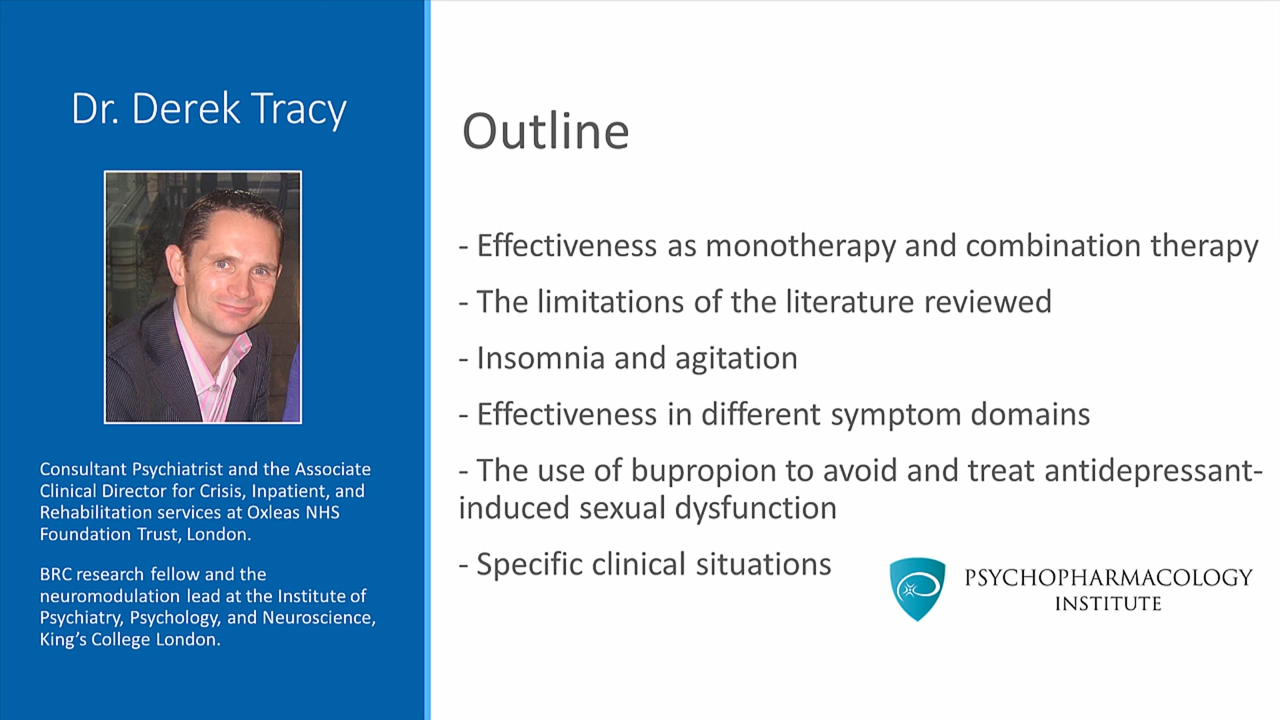 Dr. Derek Tracy
Consultant Psychiatrist and the Associate
Clinical Director for Crisis, Inpatient, and
Rehabilitation services at Oxleas NHS
Foundation Trust, London.
BRC research fellow and the
neuromodulation lead at the Institute of
Psychiatry, Psychology, and Neuroscience,
King’s College London.
Outline
- Effectiveness as monotherapy and combination therapy
- The limitations of the literature reviewed
- Insomnia and agitation
- Effectiveness in different symptom domains
- The use of bupropion to avoid and treat antidepressant-
induced sexual dysfunction
- Specific clinical situations
PSYCHOPHARMACOLOGY
INSTITUTE